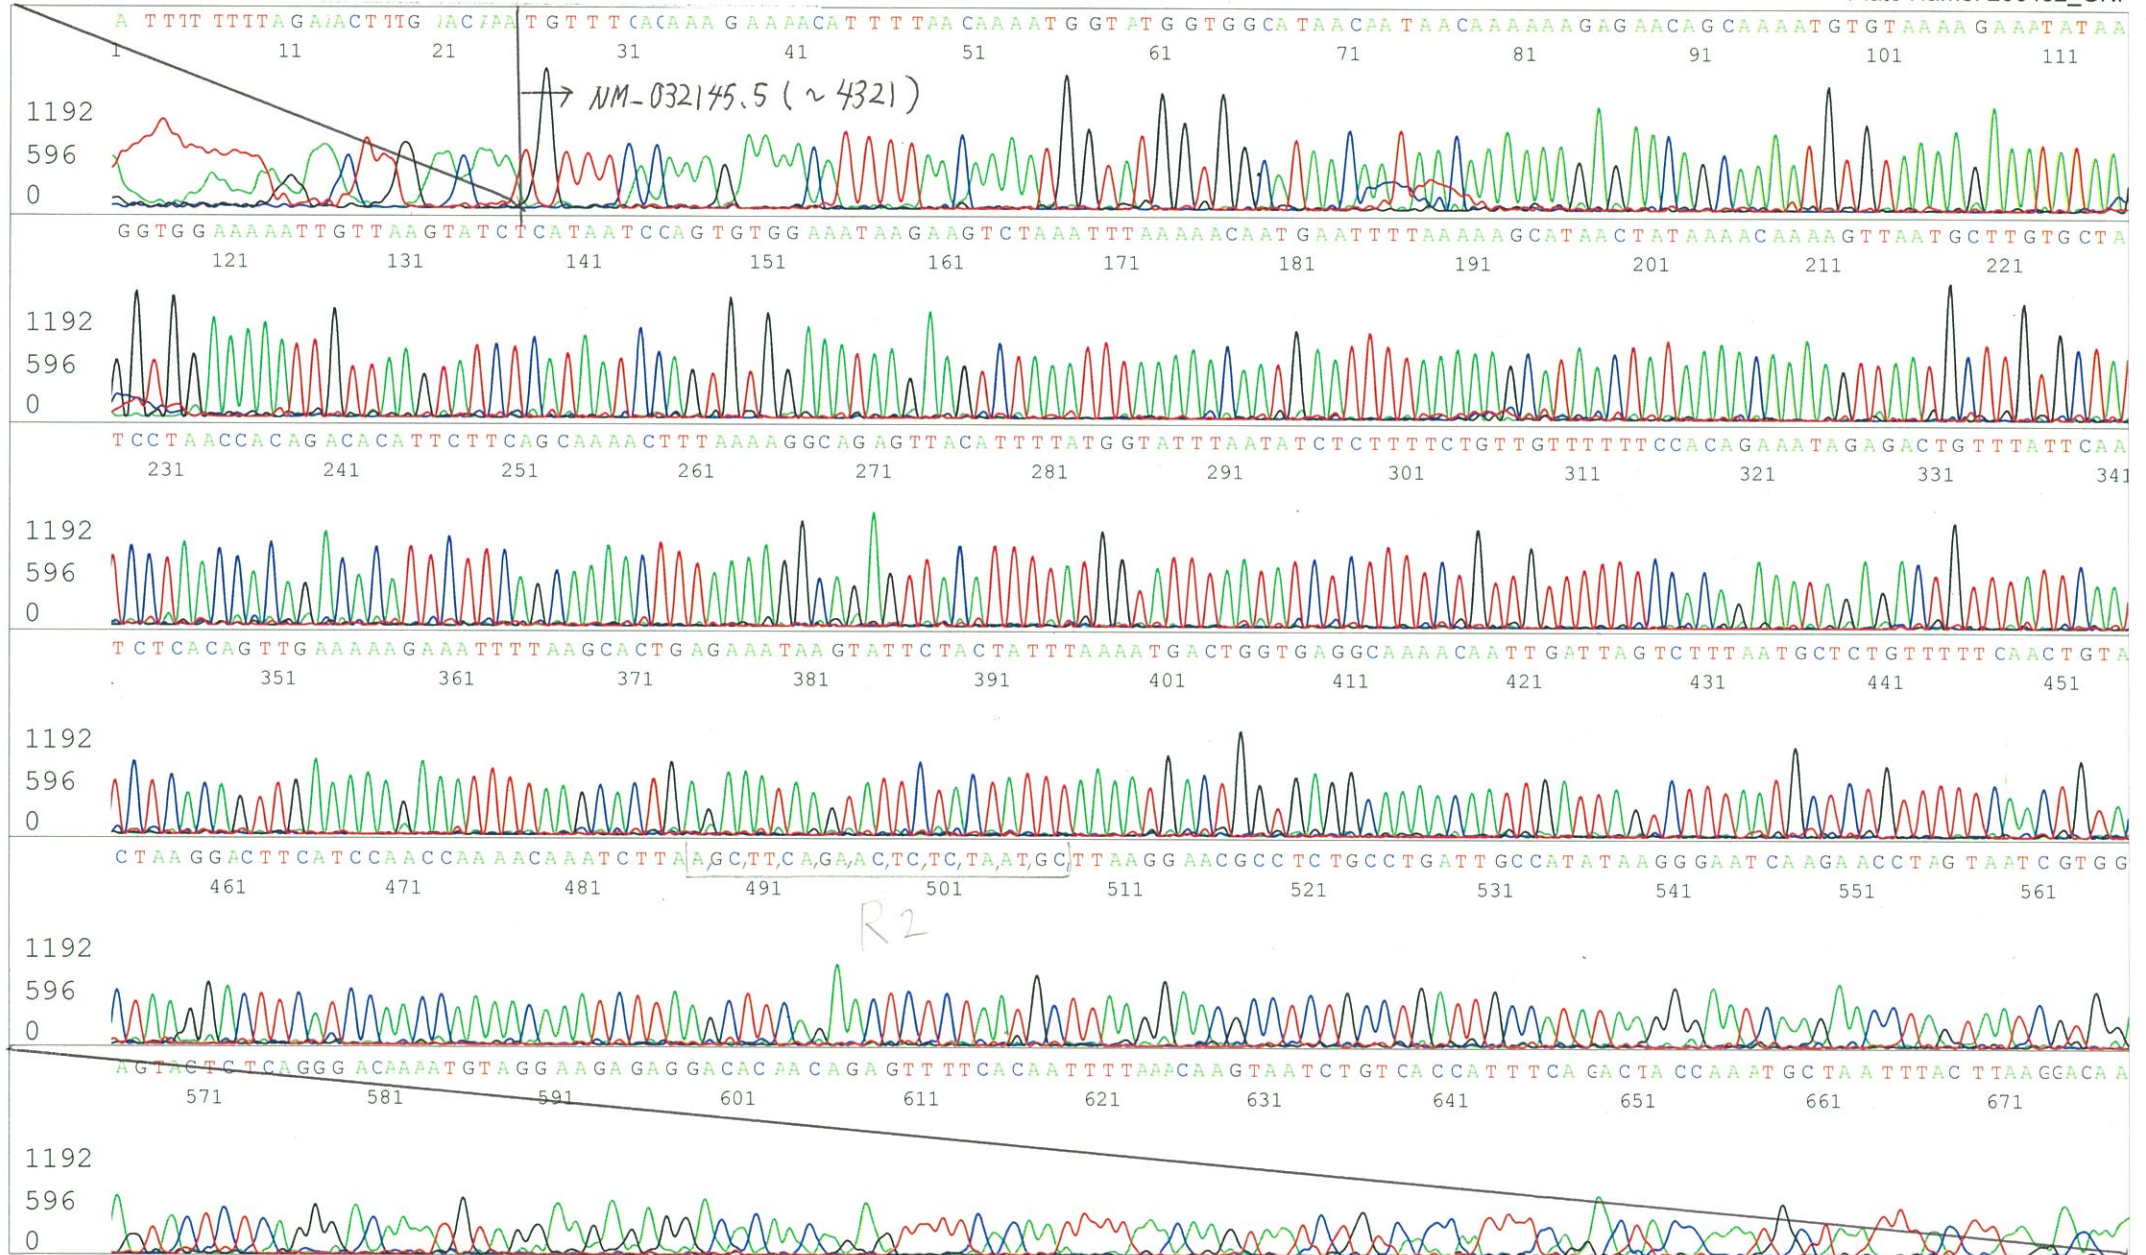 A TTTT TTTTAGAAACTTTG AACAAATGTTTCACAAAGAAAACATTTTAACAAAATGGTATGGTGGCATAACAATAACAAAAAAGAGAACAGCAAAATGTGTAAAAGAAATATAA
1 11 21 31 41 51 61 71 81 91 101 111
→ NM-032145.5 (~4321)
1192
596
0
GGTGGAAAAATTGTTAAGTATCTCATAATCCAGTGTGGAAATAAGAAGTCTAAATTTAAAAACAATGAATTTTAAAAAGCATAACTATAAAACAAAAGTTAATGCTTGTGCTA
121 131 141 151 161 171 181 191 201 211 221
1192
596
0
TCCTAACCACAGACACATTCTTCAGCAAAACTTTAAAAGGCAGAGTTACATTTTATGGTATTTAATATCTCTTTTCTGTTGTTTTTTCCACAGAAATAGAGACTGTTTATTCAA
231 241 251 261 271 281 291 301 311 321 331 341
1192
596
0
TCTCACAGTTGAAAAAGAAATTTTAAGCACTGAGAAATAAGTATTCTACTATTTAAAATGACTGGTGAGGCAAAACAATTGATTAGTCTTTAATGCTCTGTTTTTCAACTGTA
351 361 371 381 391 401 411 421 431 441 451
1192
596
0
CTAAGGACTTCATCCAACCAAAACAAATCTTAAGCTTCAGAACTCTCTAATGCTTAAGGAACGCCTCTGCCTGATTGCCATATAAGGGAATCAAGAACCTAGTAATCGTGG
461 471 481 491 501 511 521 531 541 551 561
R2
1192
596
0
AGTACTCTCAGGGACAAAATGTAGGAAGAGAGGACACAACAGAGTTTTCACAATTTTAAACAAGTAATCTGTCACCATTTCAGACTACCAAATGCTAATTTACTTAAGGACAA
571 581 591 601 611 621 631 641 651 661 671
1192
596
0